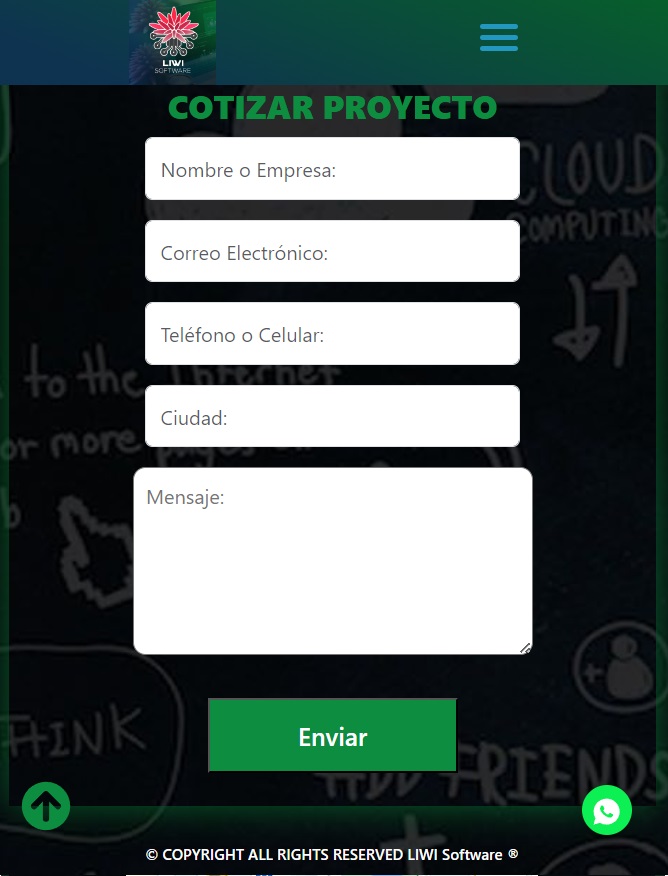 LIWI
SOFTWARE
COTIZAR PROYECTO
Nombre o Empresa:
CLOUD
Correo Electrónico:
COMPUTING
Teléfono o Celular:
to the Internet
Ciudad:
or more pages
Mensaje:
THINK
Enviar
ADD FRIENDS
© COPYRIGHT ALL RIGHTS RESERVED LIWI Software ®